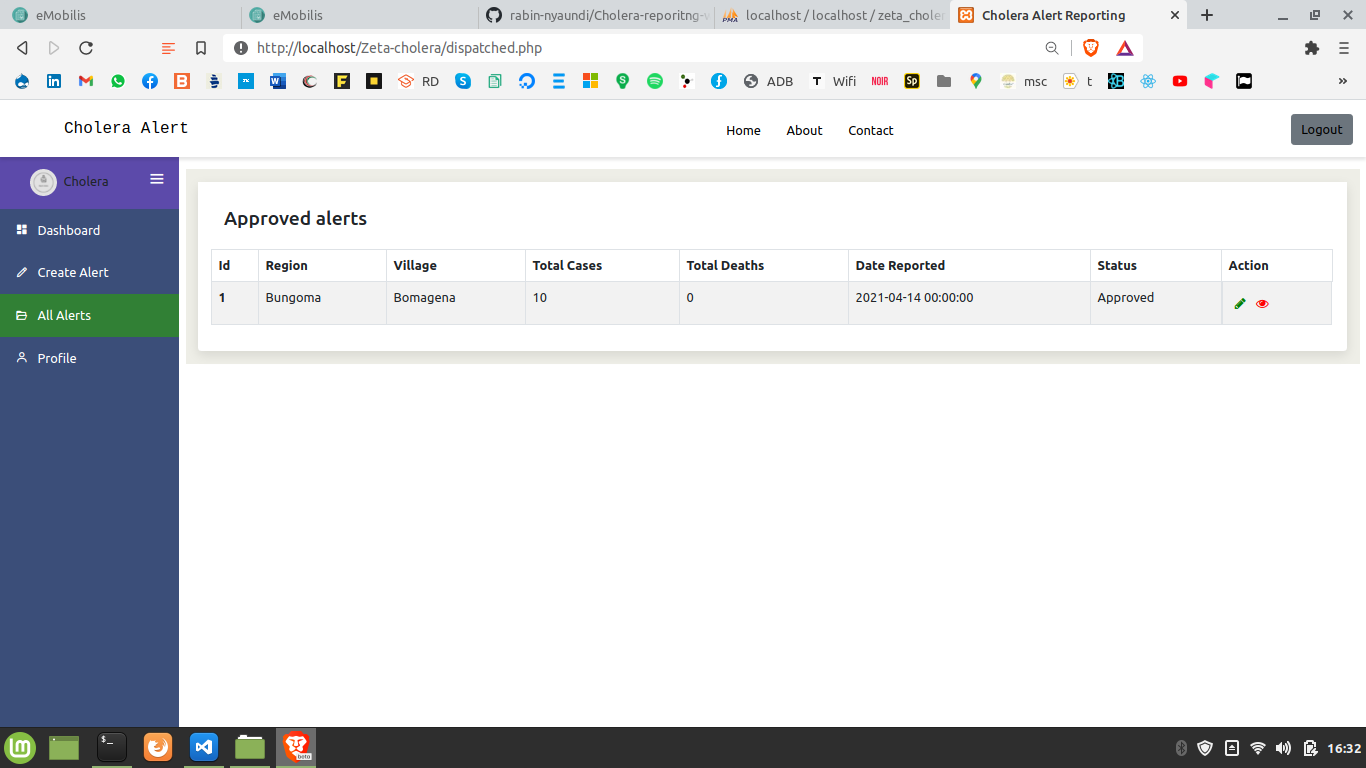 eMobilis
eMobilis
rabin-nyaundi/Cholera-reporitng-w
localhost / localhost / zeta_choler
Cholera Alert Reporting
http://localhost/Zeta-cholera/dispatched.php
RD
ADB
T
Wifi
NOIR
Sp
msc
t
»
Cholera Alert
Home
About
Contact
Logout
Cholera
Dashboard
Create Alert
All Alerts
Profile
Approved alerts
Id Region Village Total Cases Total Deaths Date Reported Status Action
1 Bungoma Bomagena 10 0 2021-04-14 00:00:00 Approved
16:32